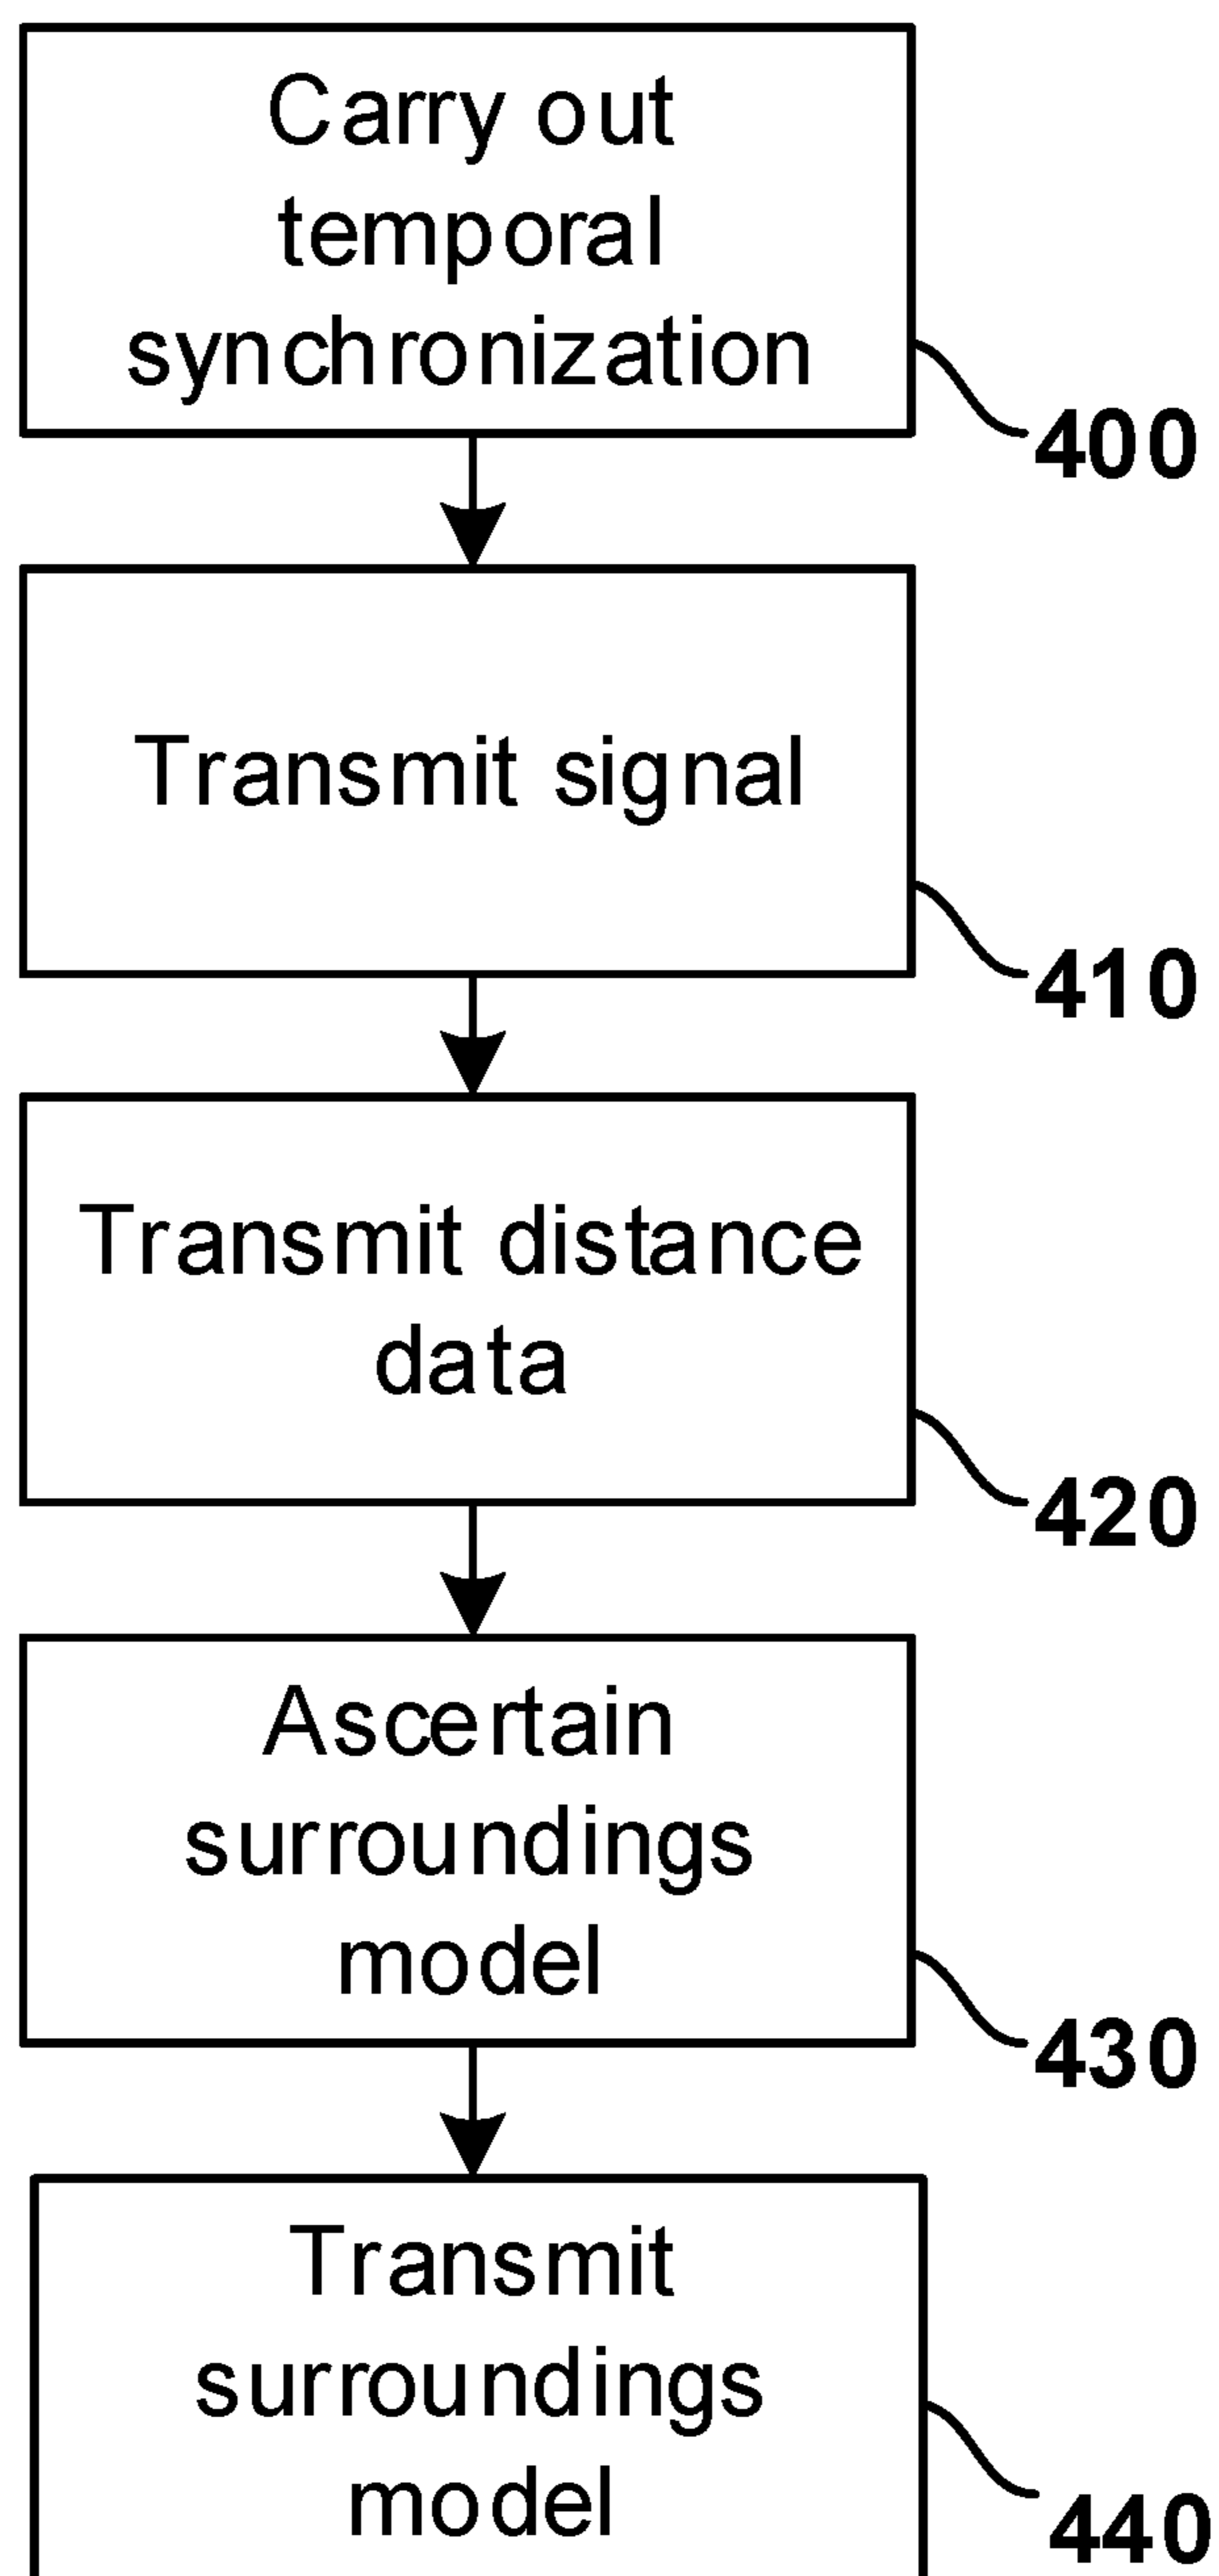 Carry out
temporal
synchronization
400
Transmit signal
410
Transmit distance
data
420
Ascertain
surroundings
model
430
Transmit
surroundings
model
440